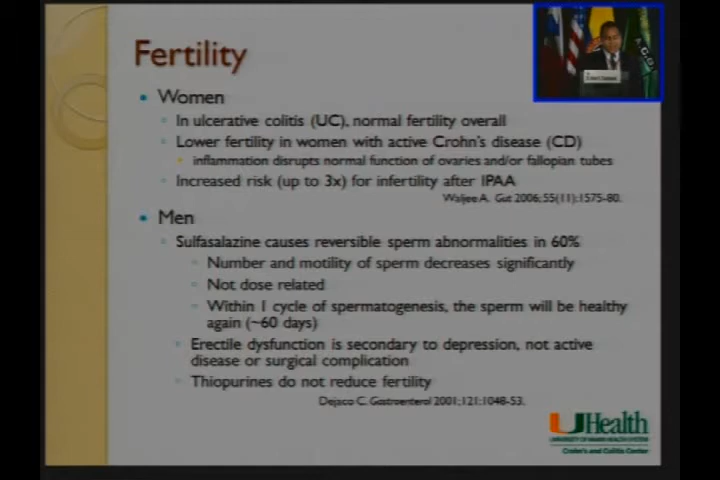 Fertility
Women
In ulcerative colitis (UC), normal fertility overall
Lower fertility in women with active Crohn's disease (CD)
inflammation disrupts normal function of ovaries and/or fallopian tubes
Increased risk (up to 3x) for infertility after IPAA
Waljee A. Gut 2006;55(11):1575-80.
Men
Sulfasalazine causes reversible sperm abnormalities in 60%
Number and motility of sperm decreases significantly
Not dose related
Within 1 cycle of spermatogenesis, the sperm will be healthy
again (~60 days)
Erectile dysfunction is secondary to depression, not active
disease or surgical complication
Thiopurines do not reduce fertility
Dejaco C. Gastroenterol 2001;121:1048-53.
UHealth
UNIVERSITY OF MIAMI HEALTH SYSTEM
Crohn's and Colitis Center